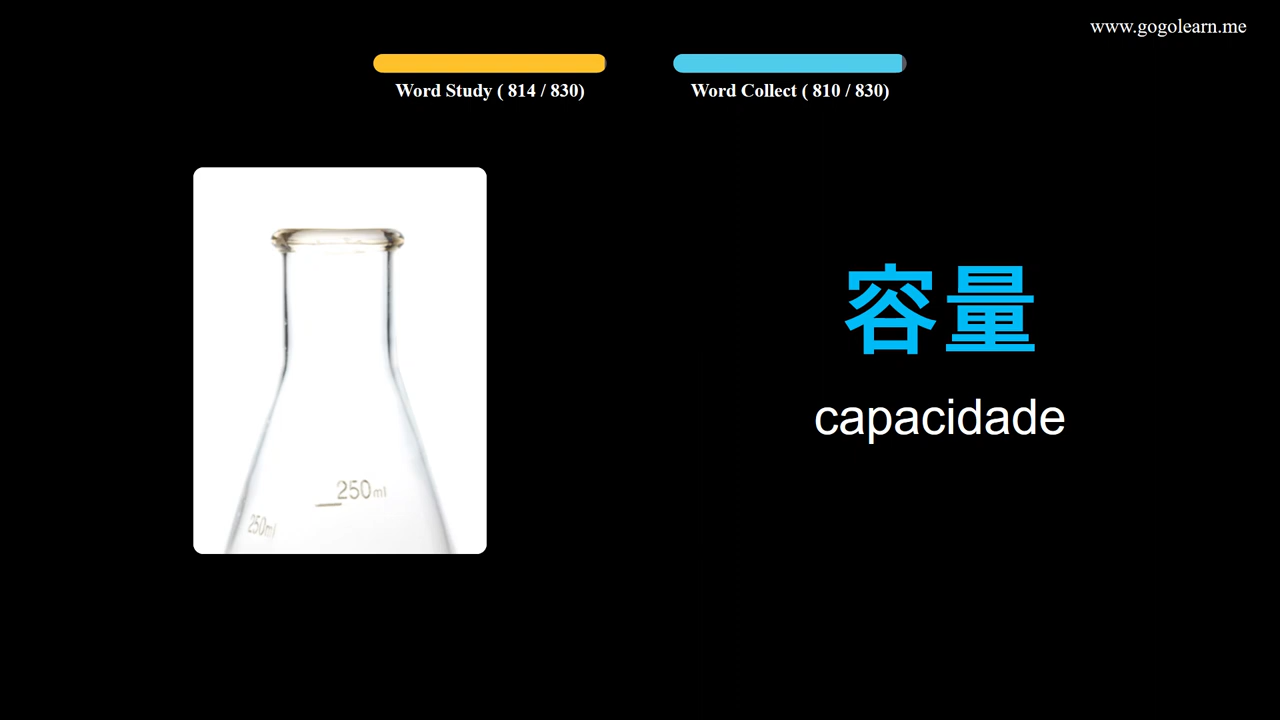 www.gogolearn.me
Word Study ( 814 / 830)
Word Collect ( 810 / 830)
容量
capacidade
250ml
250ml